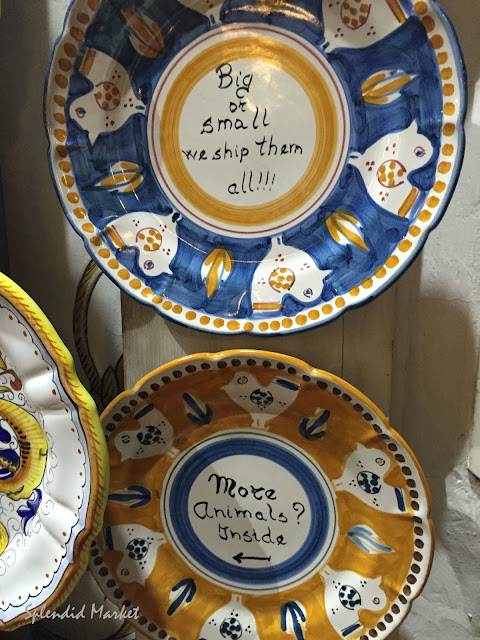 Big
or
small
we ship them
all!!!
More
Animals?
Inside
←
Splendid Market